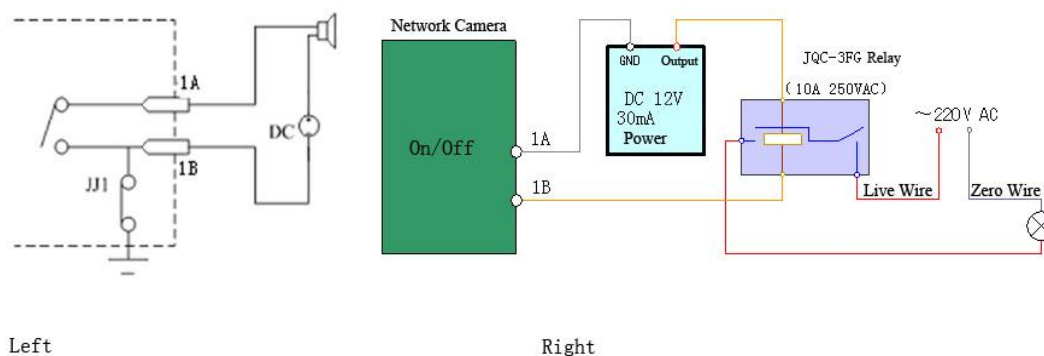 1A
DC
1B
JJ1
Left
Network Camera
On/Off
1A
1B
GND Output
DC 12V
30mA
Power
JQC-3FG Relay
(10A 250VAC)
~220V AC
Live Wire
Zero Wire
Right